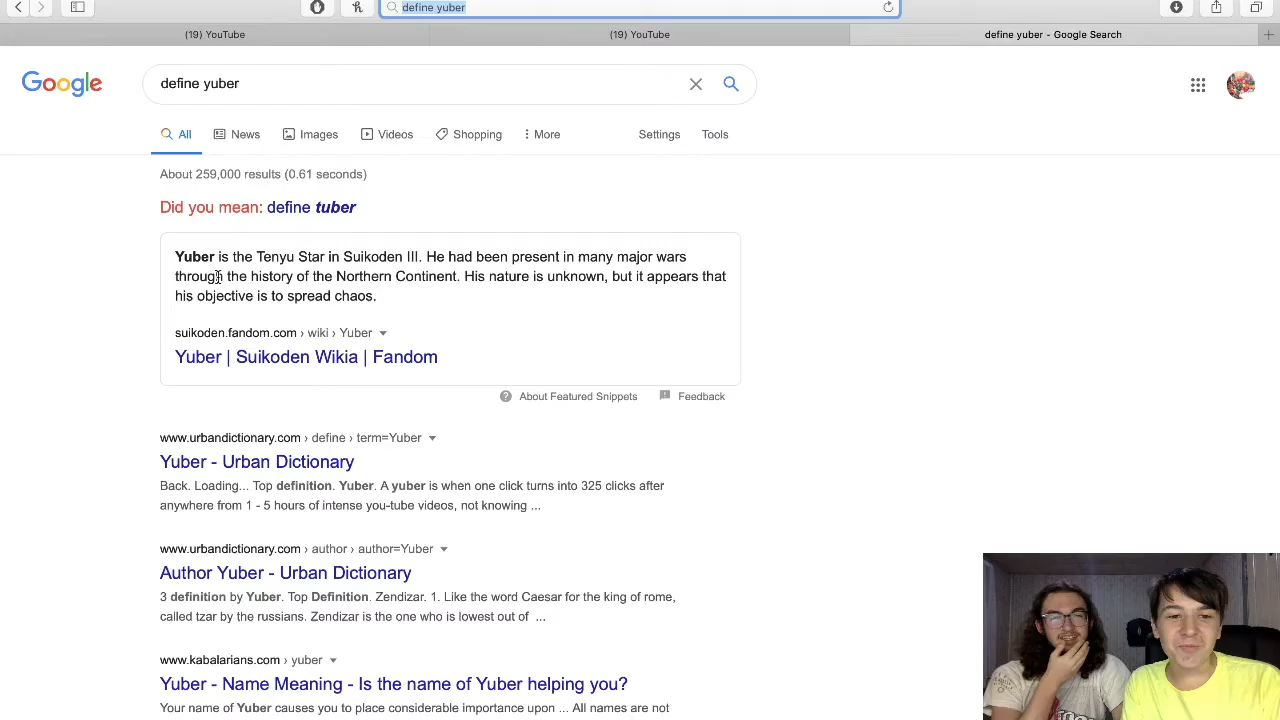 define yuber
(19) YouTube
(19) YouTube
define yuber - Google Search
Google
define yuber
All
News
Images
Videos
Shopping
More
Settings
Tools
About 259,000 results (0.61 seconds)
Did you mean: define tuber
Yuber is the Tenyu Star in Suikoden III. He had been present in many major wars
through the history of the Northern Continent. His nature is unknown, but it appears that
his objective is to spread chaos.
suikoden.fandom.com › wiki › Yuber
Yuber | Suikoden Wikia | Fandom
About Featured Snippets
Feedback
www.urbandictionary.com › define › term=Yuber
Yuber - Urban Dictionary
Back. Loading... Top definition. Yuber. A yuber is when one click turns into 325 clicks after
anywhere from 1 - 5 hours of intense you-tube videos, not knowing ...
www.urbandictionary.com › author › author=Yuber
Author Yuber - Urban Dictionary
3 definition by Yuber. Top Definition. Zendizar. 1. Like the word Caesar for the king of rome,
called tzar by the russians. Zendizar is the one who is lowest out of ...
www.kabalarians.com › yuber
Yuber - Name Meaning - Is the name of Yuber helping you?
Your name of Yuber causes you to place considerable importance upon ... All names are not